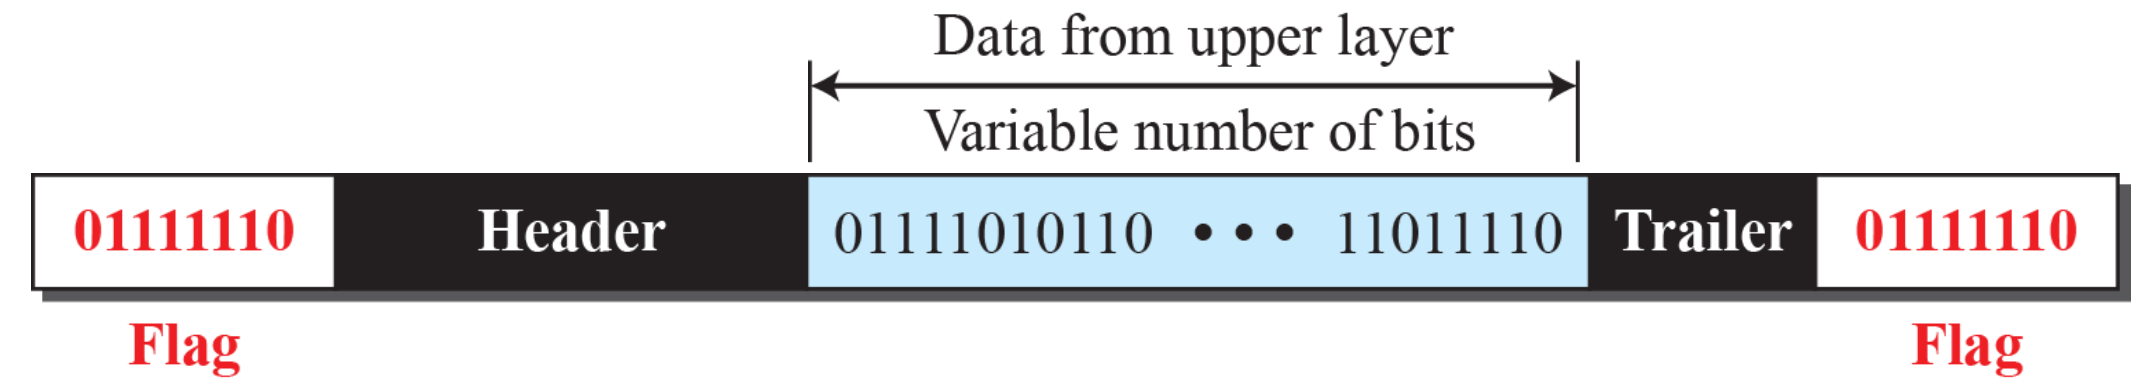 Data from upper layer
Variable number of bits
01111110 Header 01111010110 ••• 11011110 Trailer 01111110
Flag Flag